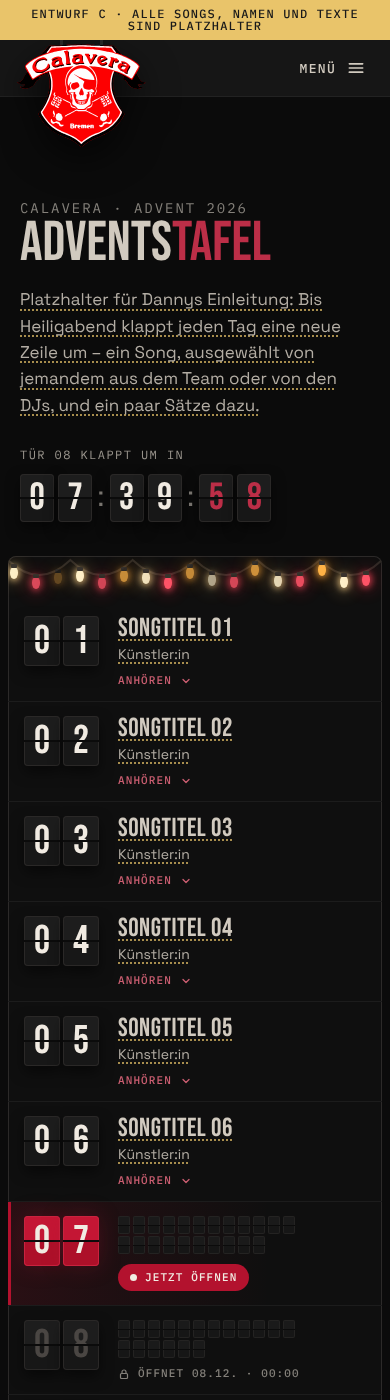 ENTWURF C · ALLE SONGS, NAMEN UND TEXTE
SIND PLATZHALTER
Calavera
Bremen
MENÜ
CALAVERA · ADVENT 2026
ADVENTSTAFEL
Platzhalter für Dannys Einleitung: Bis
Heiligabend klappt jeden Tag eine neue
Zeile um – ein Song, ausgewählt von
jemandem aus dem Team oder von den
DJs, und ein paar Sätze dazu.
TÜR 08 KLAPPT UM IN
07:39:58
01
SONGTITEL 01
Künstler:in
ANHÖREN
02
SONGTITEL 02
Künstler:in
ANHÖREN
03
SONGTITEL 03
Künstler:in
ANHÖREN
04
SONGTITEL 04
Künstler:in
ANHÖREN
05
SONGTITEL 05
Künstler:in
ANHÖREN
06
SONGTITEL 06
Künstler:in
ANHÖREN
07
JETZT ÖFFNEN
08
ÖFFNET 08.12. · 00:00